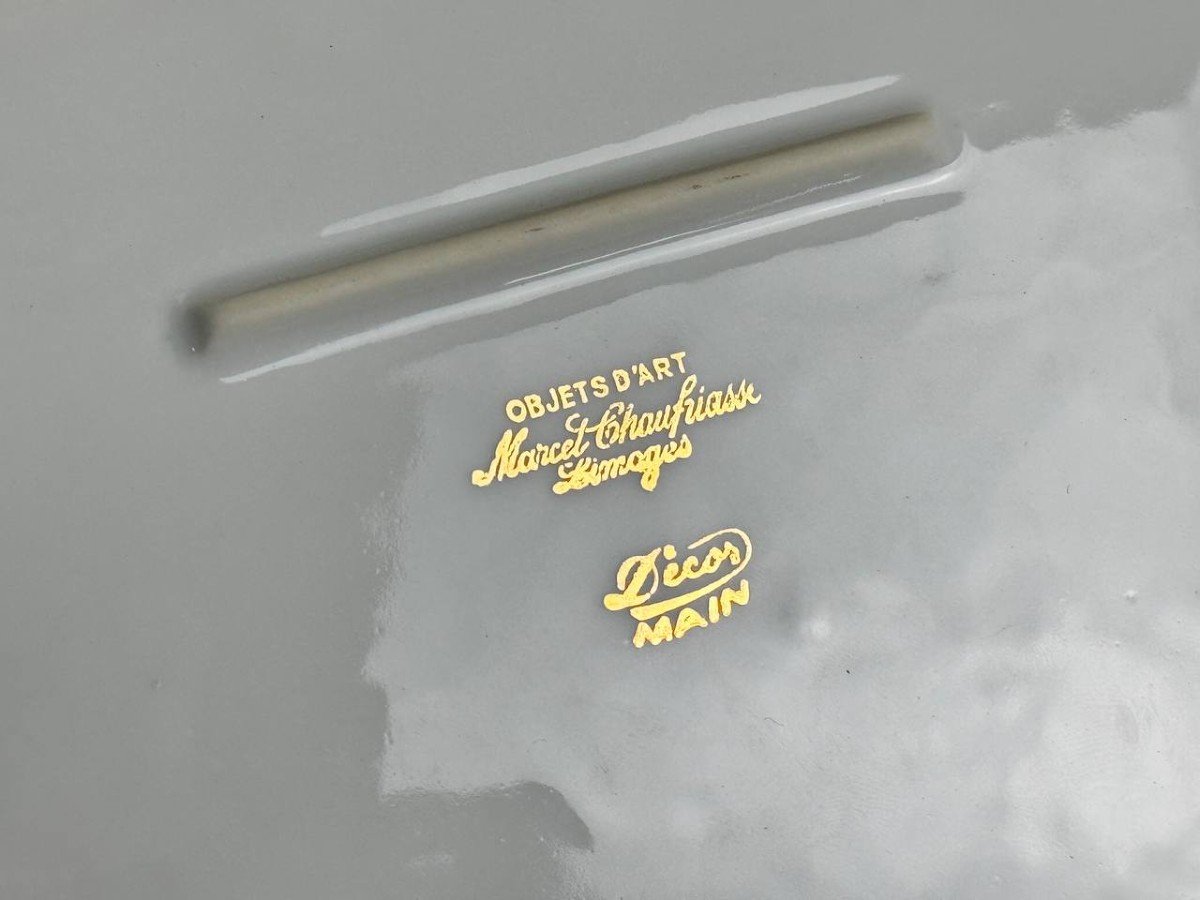 OBJETS D'ART
Marcel Chaufriasse
Limoges
Décor
MAIN